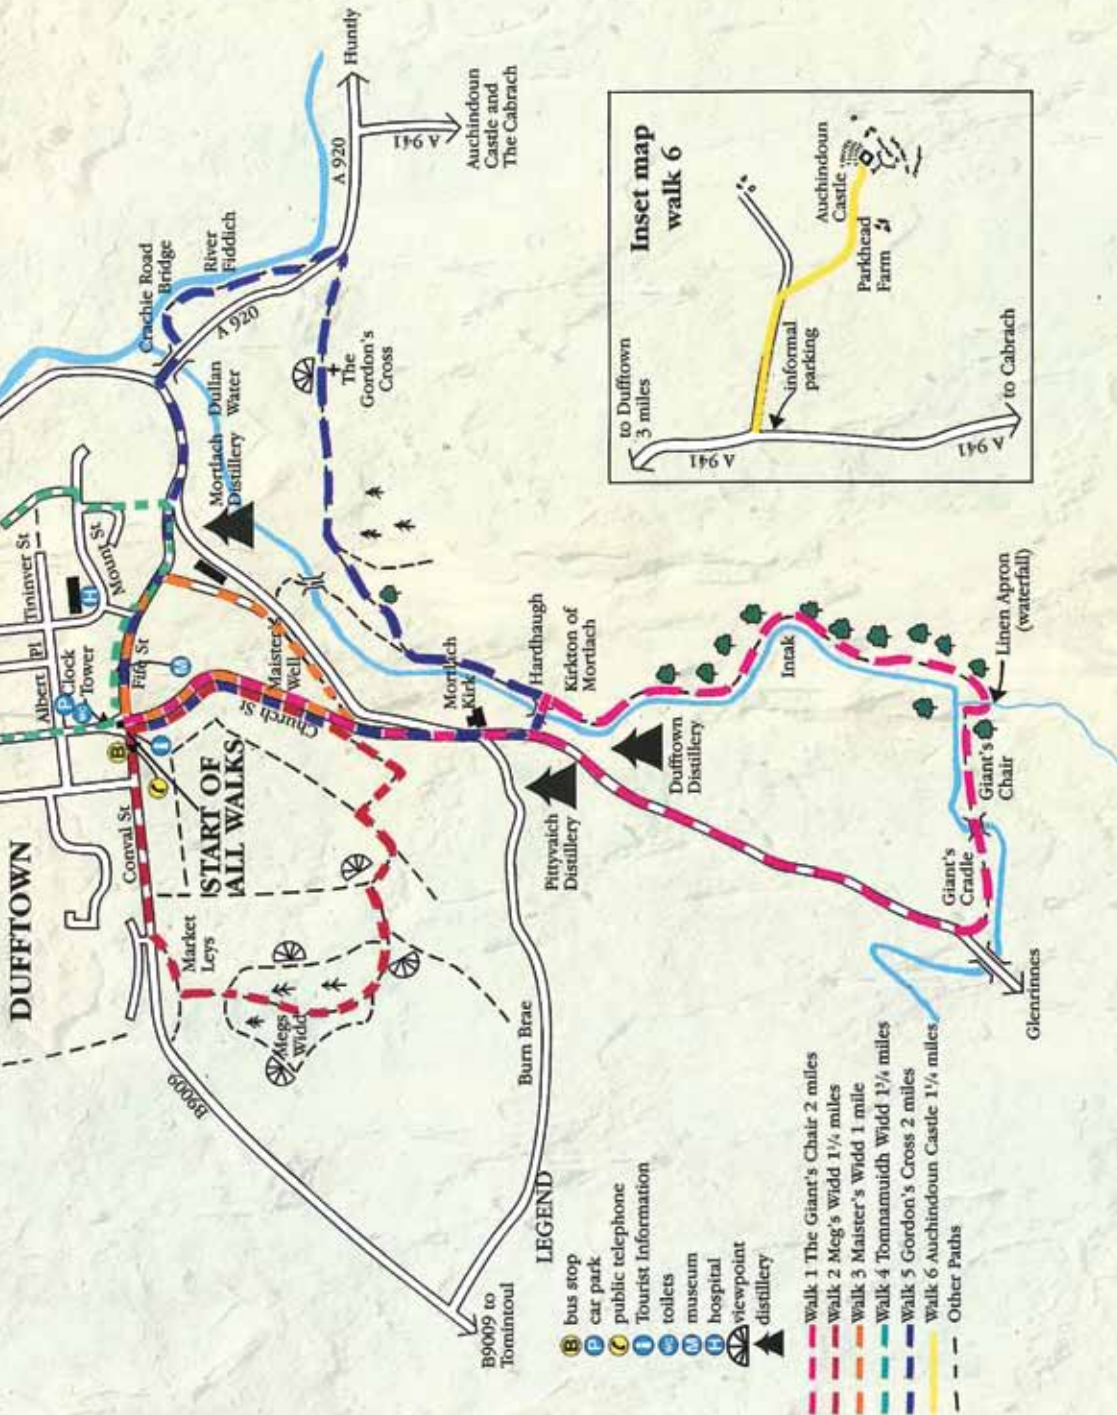 DUFFTOWN
Huntly
A 920
A 941
Auchindoun
Castle and
The Cabrach
Crachie Road
Bridge
River
Fiddich
A 920
Mortlach
Distillery
Dullan
Water
The
Gordon's
Cross
Tininver St
Mount St
H
Albert Pl
P
Clock
Tower
WC
Fife St
M
B
i
Conval St
START OF
ALL WALKS
Church St
Maister
Well
Mortlach
Kirk
Hardhaugh
Kirkton of
Mortlach
Market
Leys
Megs
Widd
B9009
Burn Brae
B9009 to
Tomintoul
Pittyvaich
Distillery
Dufftown
Distillery
Intak
Linen Apron
(waterfall)
Giant's
Chair
Giant's
Cradle
Glenrinnes
Inset map
walk 6
to Dufftown
3 miles
A 941
informal
parking
Auchindoun
Castle
Parkhead
Farm
A 941
to Cabrach
LEGEND
B bus stop
P car park
public telephone
i Tourist Information
WC toilets
M museum
H hospital
viewpoint
distillery
Walk 1 The Giant's Chair 2 miles
Walk 2 Meg's Widd 1¼ miles
Walk 3 Maister's Widd 1 mile
Walk 4 Tomnamuidh Widd 1¾ miles
Walk 5 Gordon's Cross 2 miles
Walk 6 Auchindoun Castle 1¼ miles
Other Paths